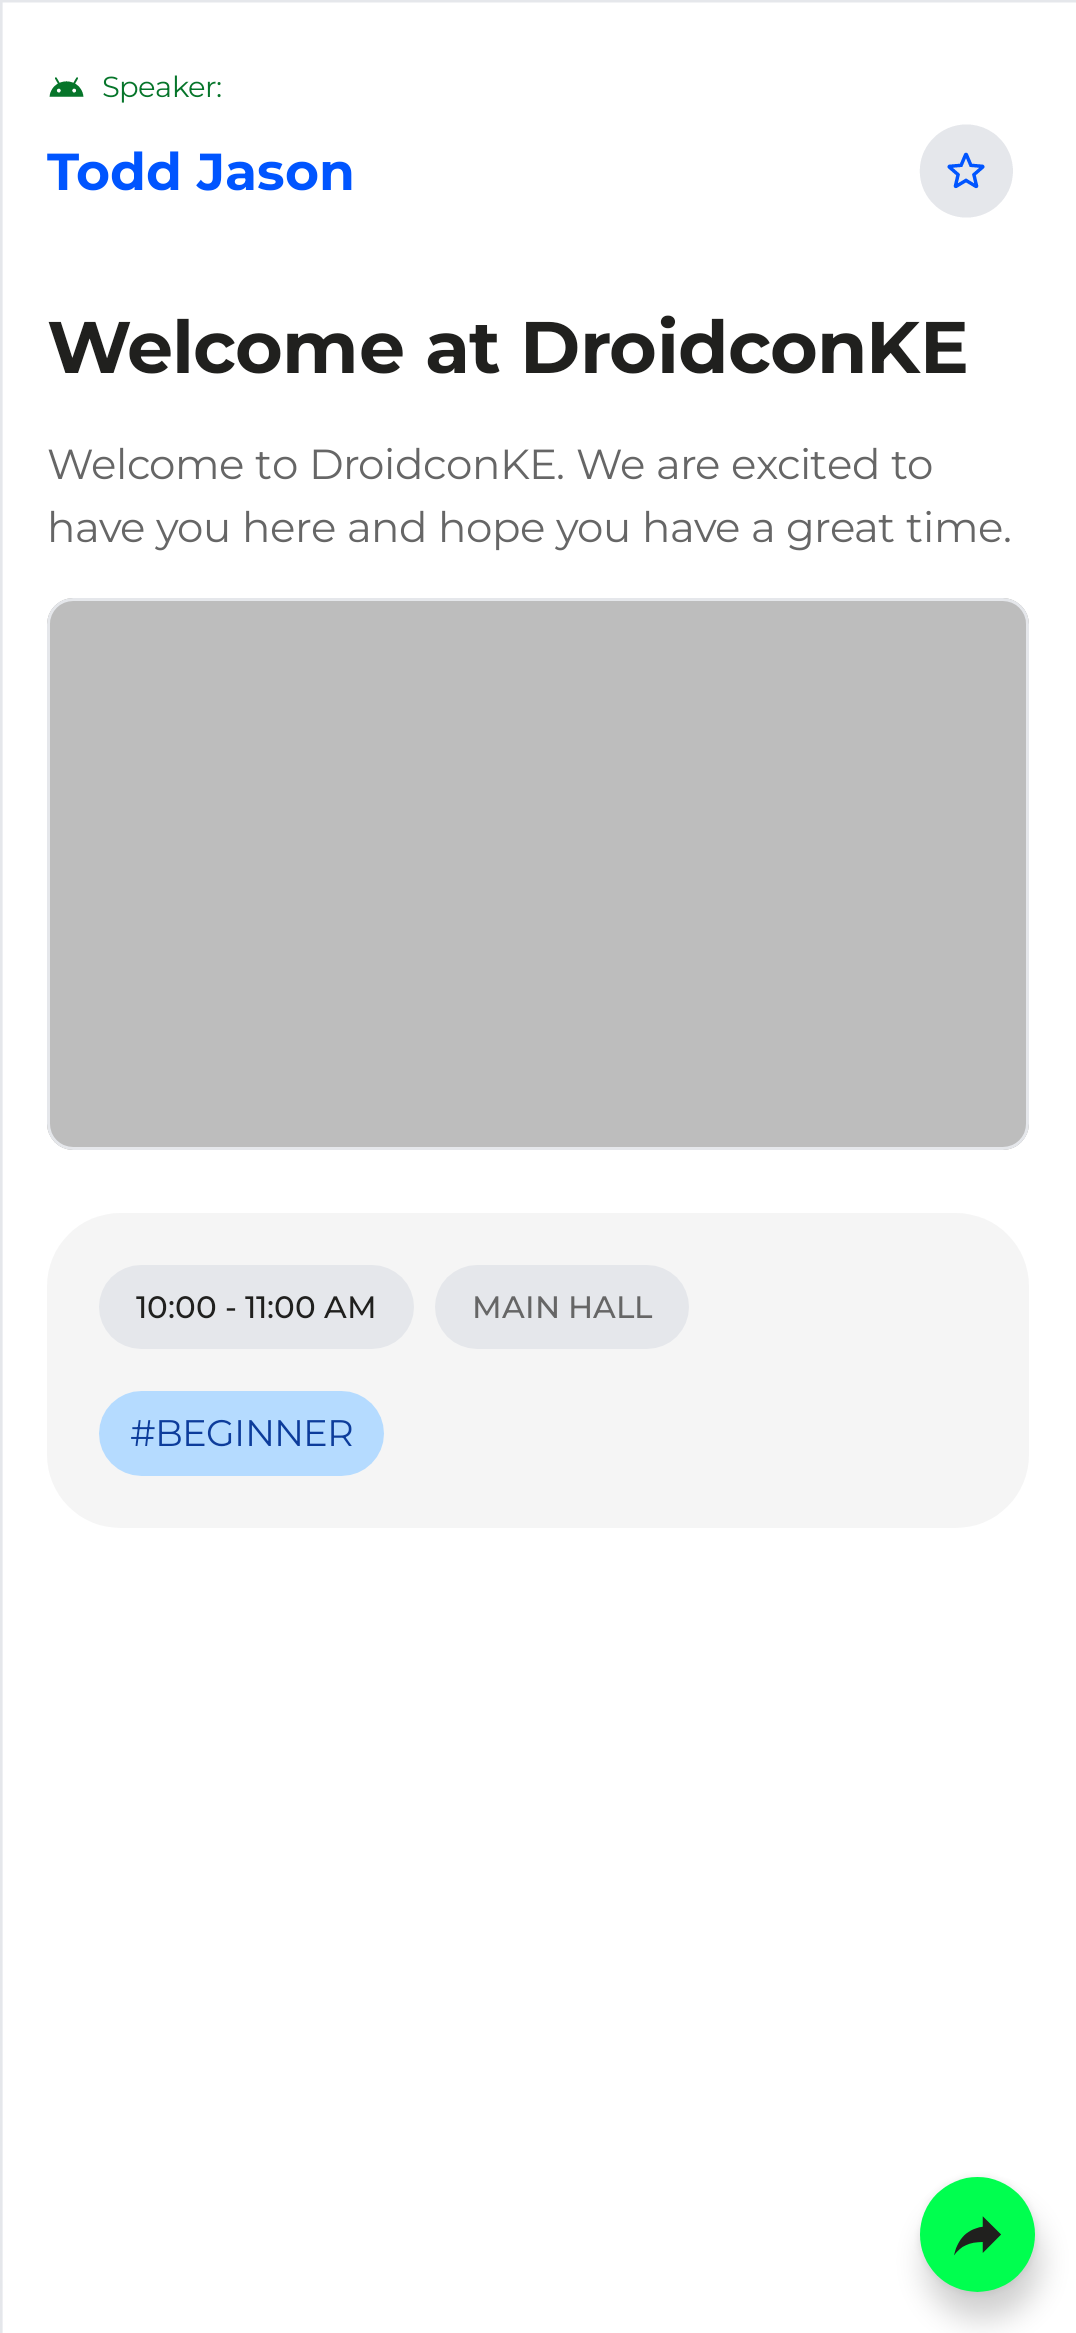 Speaker:
Todd Jason
Welcome at DroidconKE
Welcome to DroidconKE. We are excited to
have you here and hope you have a great time.
10:00 - 11:00 AM
MAIN HALL
#BEGINNER